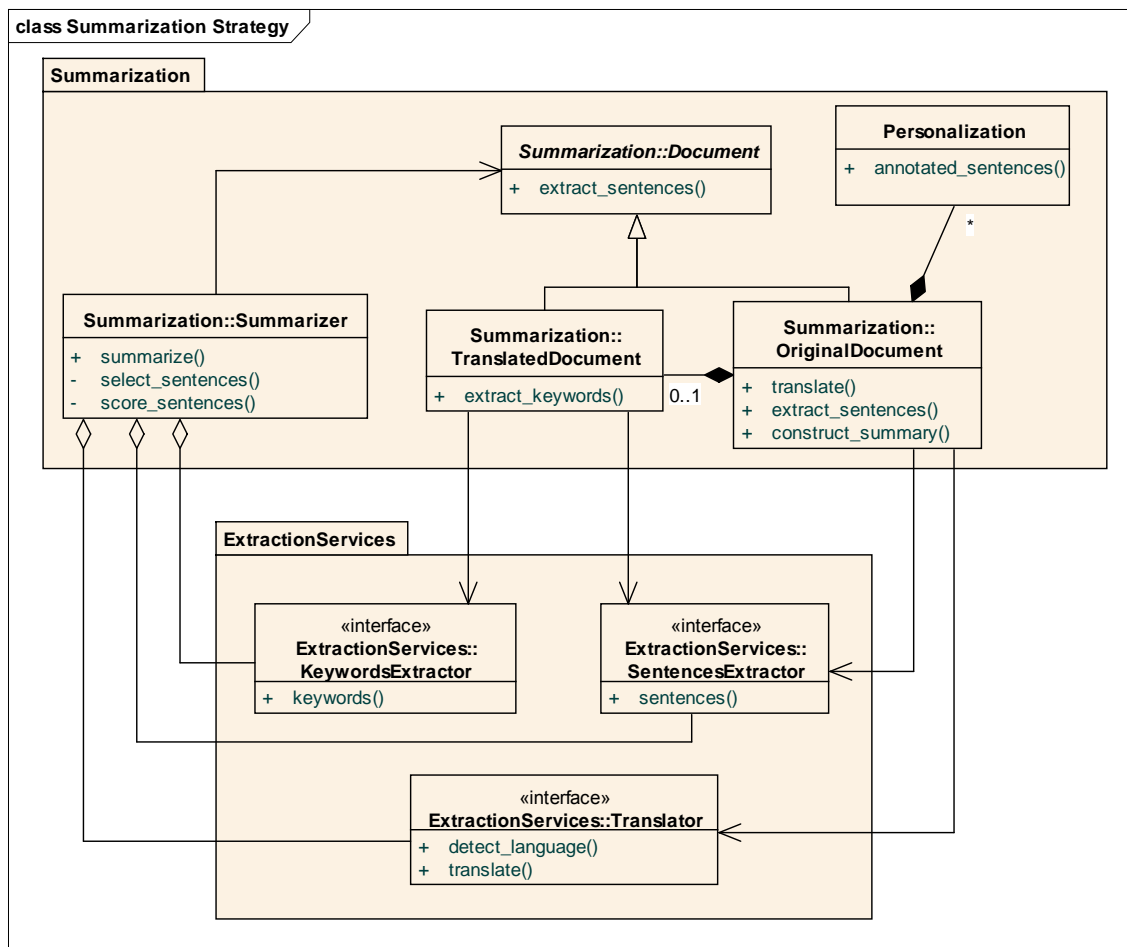 class Summarization Strategy
Summarization
Summarization::Document
+ extract_sentences()
Personalization
+ annotated_sentences()
*
Summarization::Summarizer
+ summarize()
- select_sentences()
- score_sentences()
Summarization::
TranslatedDocument
+ extract_keywords()
0..1
Summarization::
OriginalDocument
+ translate()
+ extract_sentences()
+ construct_summary()
ExtractionServices
«interface»
ExtractionServices::
KeywordsExtractor
+ keywords()
«interface»
ExtractionServices::
SentencesExtractor
+ sentences()
«interface»
ExtractionServices::Translator
+ detect_language()
+ translate()